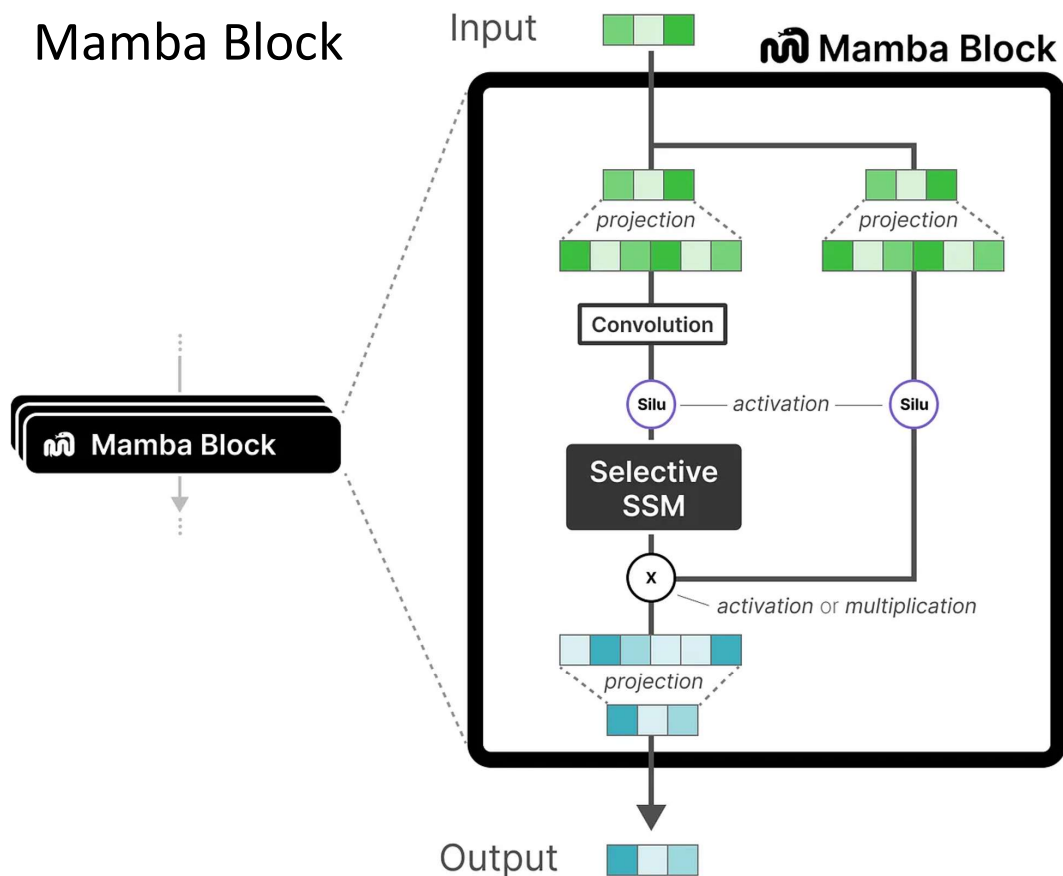 Mamba Block
Input
Mamba Block
projection
projection
Convolution
Silu
activation
Silu
Mamba Block
Selective
SSM
X
activation or multiplication
projection
Output